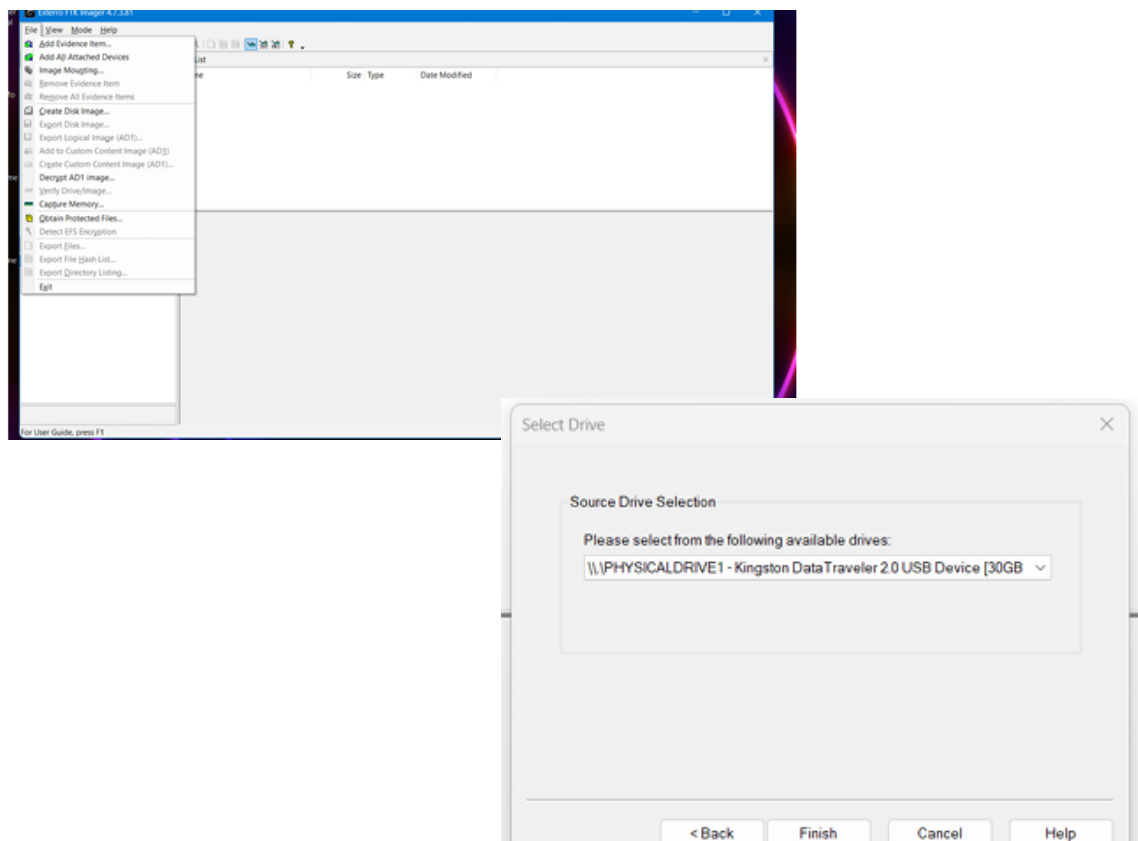 Exterro FTK Imager 4.7.3.81
File View Mode Help
Add Evidence Item...
Add All Attached Devices
Image Mounting...
Remove Evidence Item
Remove All Evidence Items
Create Disk Image...
Export Disk Image...
Export Logical Image (AD1)...
Add to Custom Content Image (AD1)
Create Custom Content Image (AD1)...
Decrypt AD1 image...
Verify Drive/Image...
Capture Memory...
Obtain Protected Files...
Detect EFS Encryption
Export Files...
Export File Hash List...
Export Directory Listing...
Exit
List
Size Type Date Modified
For User Guide, press F1
Select Drive
Source Drive Selection
Please select from the following available drives:
\\.\PHYSICALDRIVE1 - Kingston DataTraveler 2.0 USB Device [30GB
< Back Finish Cancel Help